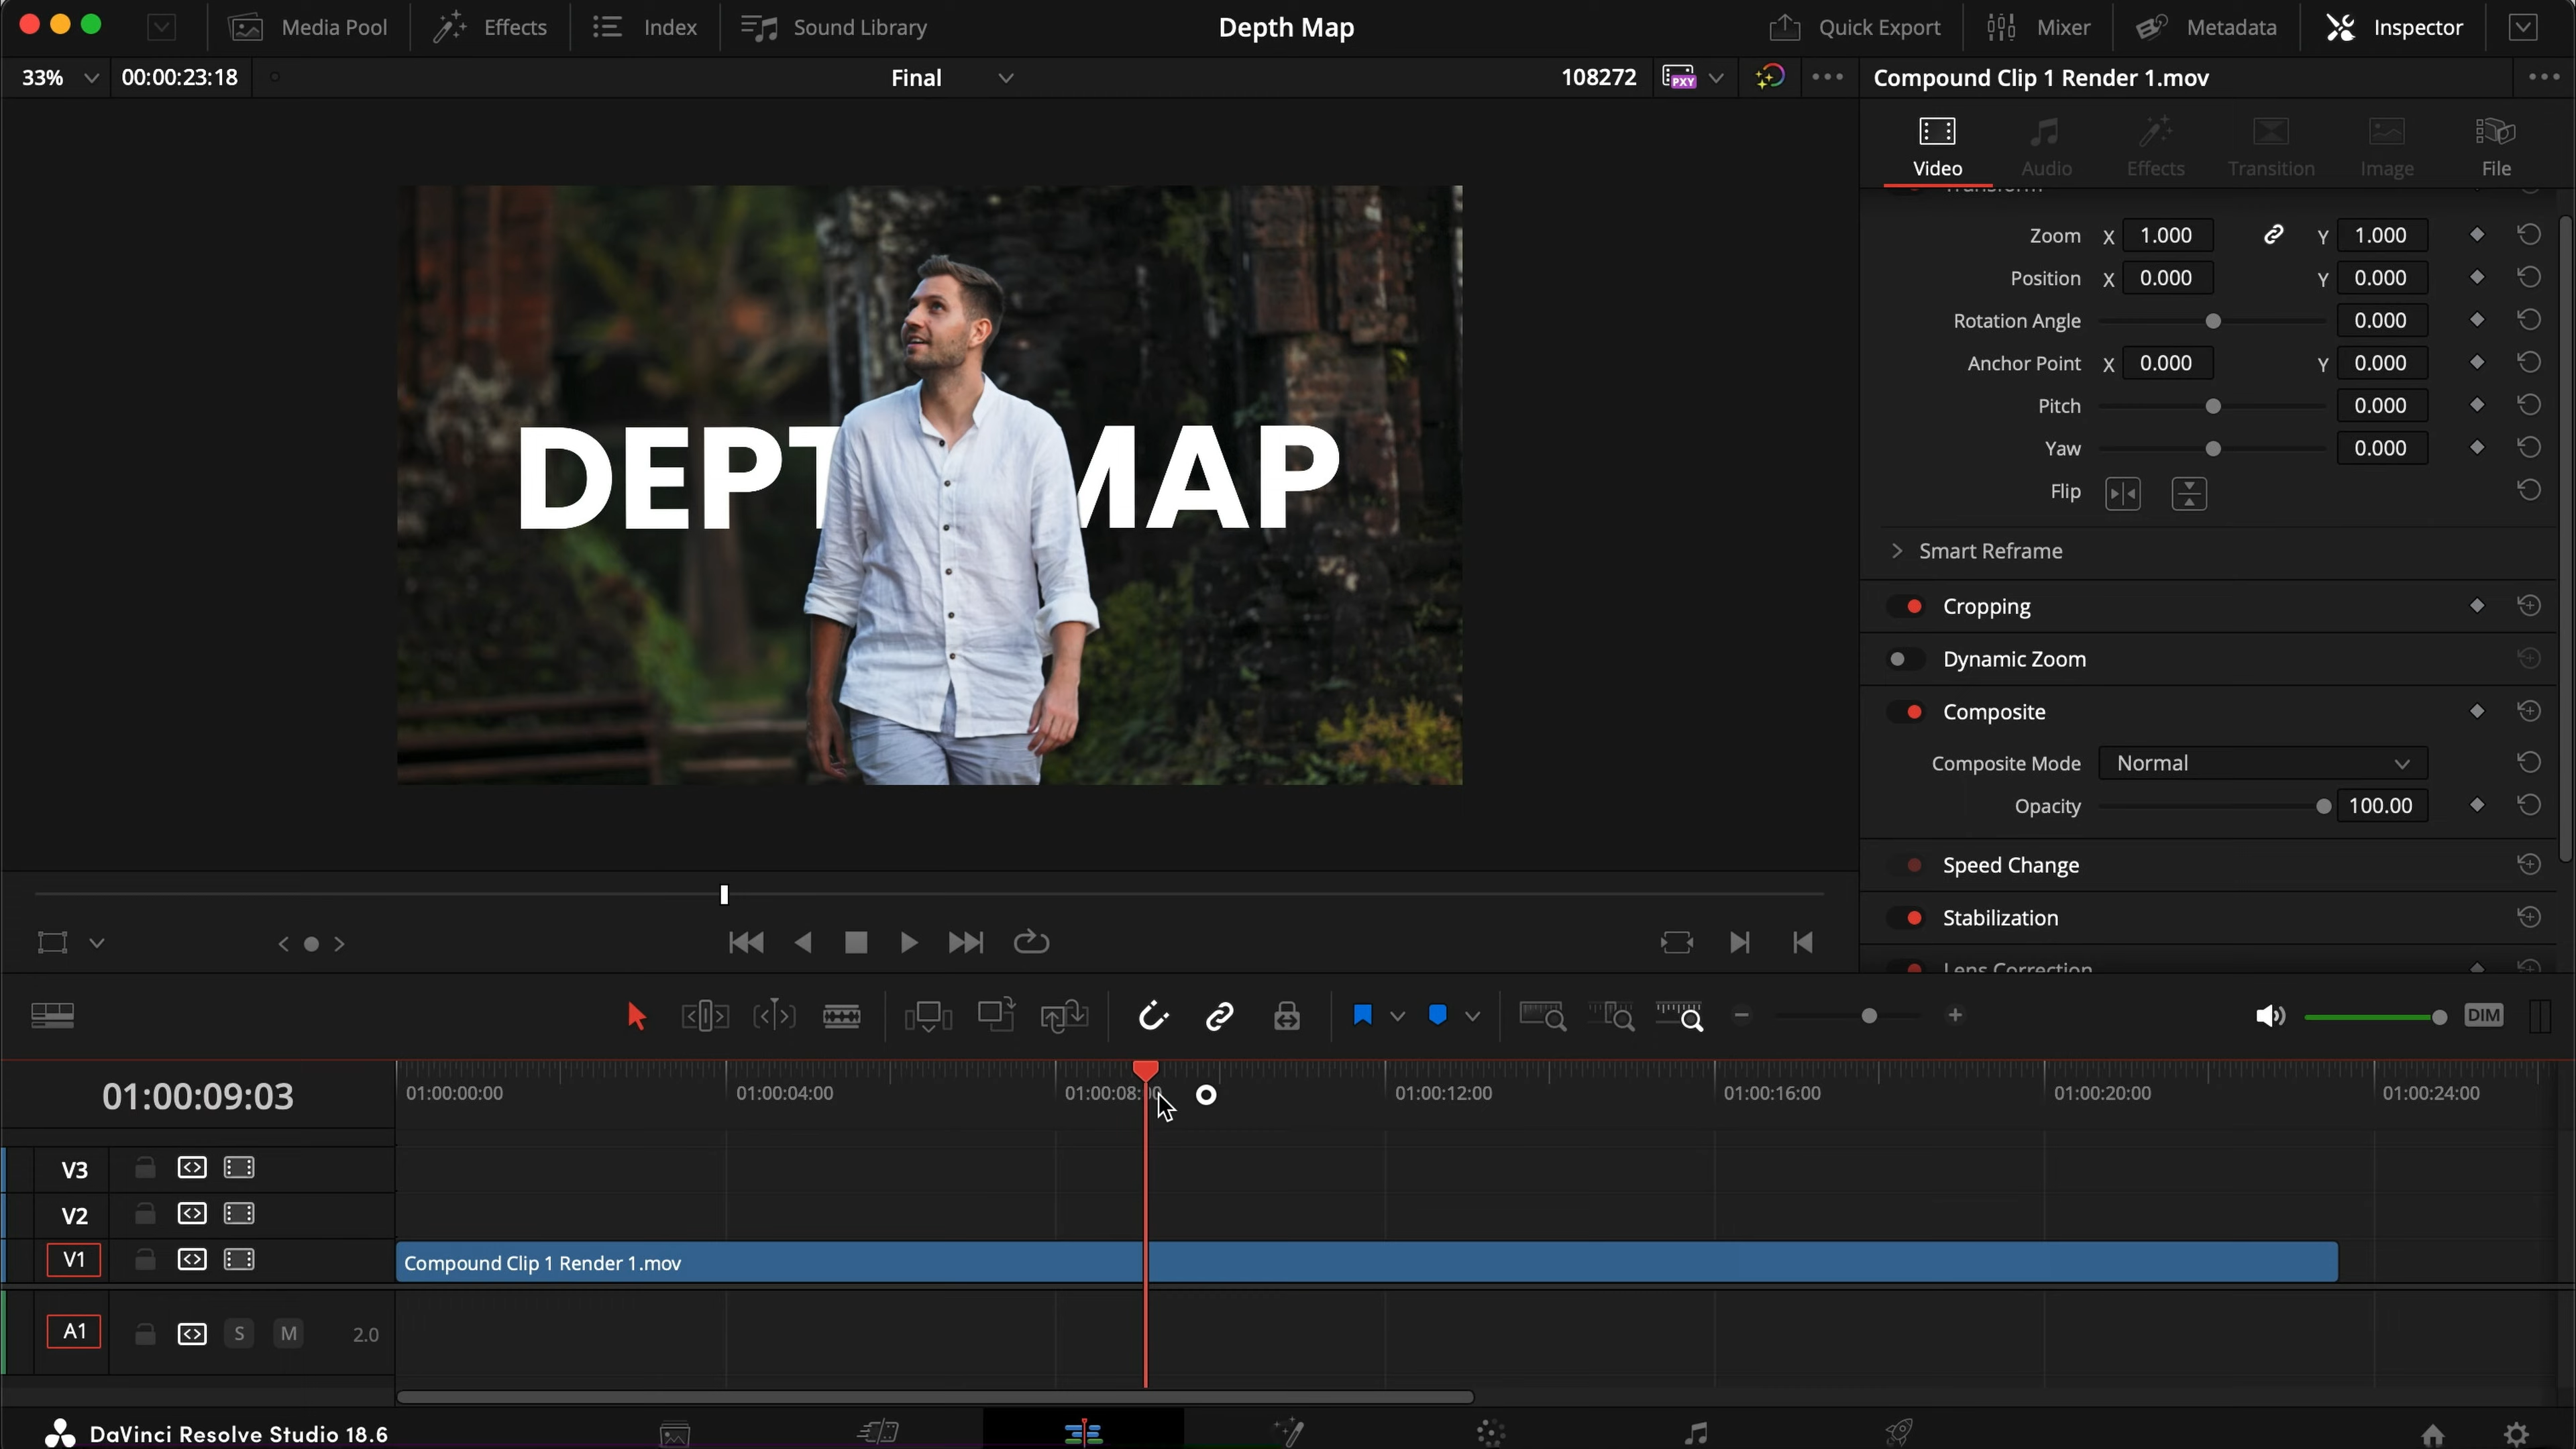 Media Pool
Effects
Index
Sound Library
Depth Map
Quick Export
Mixer
Metadata
Inspector
33%
00:00:23:18
Final
108272
PXY
Compound Clip 1 Render 1.mov
Video
Audio
Effects
Transition
Image
File
Transform
Zoom X 1.000 Y 1.000
Position X 0.000 Y 0.000
Rotation Angle 0.000
Anchor Point X 0.000 Y 0.000
Pitch 0.000
Yaw 0.000
Flip
Smart Reframe
Cropping
Dynamic Zoom
Composite
Composite Mode Normal
Opacity 100.00
Speed Change
Stabilization
Lens Correction
DEPT MAP
DIM
01:00:09:03
01:00:00:00
01:00:04:00
01:00:08:00
01:00:12:00
01:00:16:00
01:00:20:00
01:00:24:00
V3
V2
V1
Compound Clip 1 Render 1.mov
A1 S M 2.0
DaVinci Resolve Studio 18.6